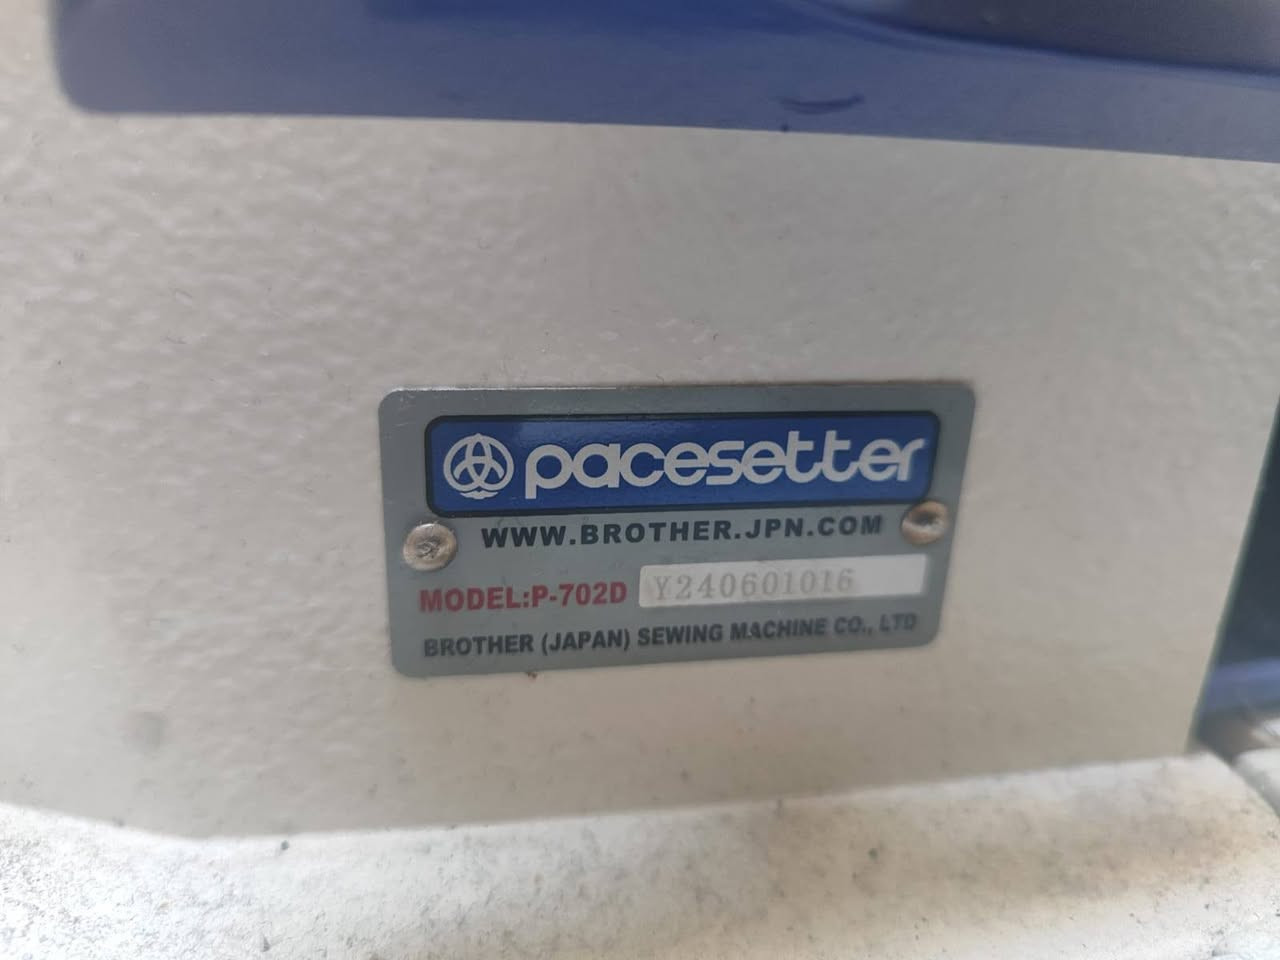 pacesetter
WWW.BROTHER.JPN.COM
MODEL:P-702D Y240601016
BROTHER (JAPAN) SEWING MACHINE CO., LTD